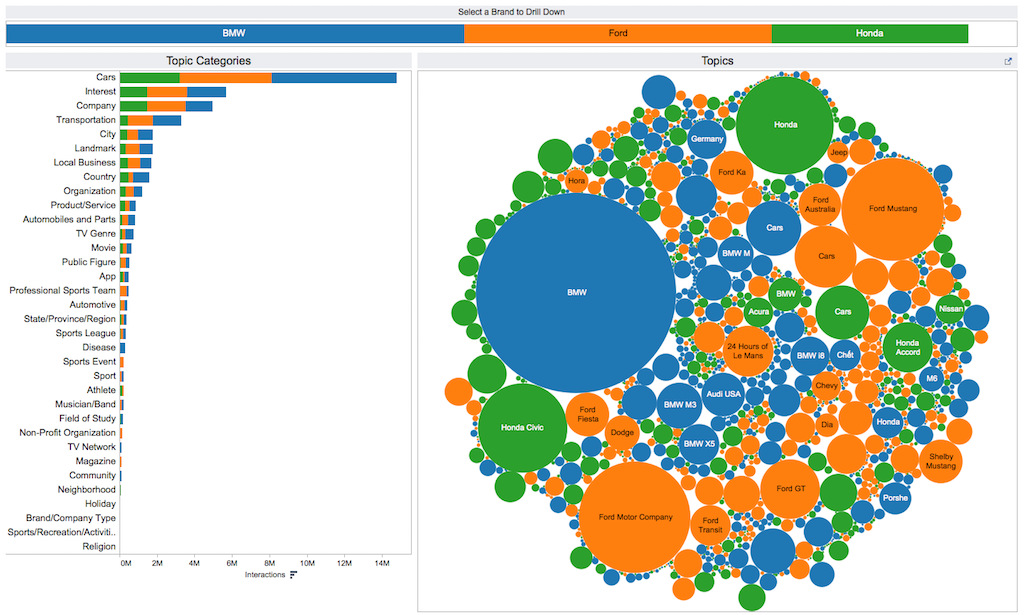 Select a Brand to Drill Down
BMW
Ford
Honda
Topic Categories
Topics
Cars
Interest
Company
Transportation
City
Landmark
Local Business
Country
Organization
Product/Service
Automobiles and Parts
TV Genre
Movie
Public Figure
App
Professional Sports Team
Automotive
State/Province/Region
Sports League
Disease
Sports Event
Sport
Athlete
Musician/Band
Field of Study
Non-Profit Organization
TV Network
Magazine
Community
Neighborhood
Holiday
Brand/Company Type
Sports/Recreation/Activiti..
Religion
0M 2M 4M 6M 8M 10M 12M 14M
Interactions
Honda
Germany
Jeep
Ford Ka
Hora
Ford
Australia
Ford Mustang
Cars
BMW M
Cars
BMW
BMW
Acura
Cars
Nissan
24 Hours of
Le Mans
BMW i8
Chết
Honda
Accord
M6
Chevy
Audi USA
BMW M3
Ford
Fiesta
Honda Civic
Dodge
Dia
Honda
BMW X5
Shelby
Mustang
Ford GT
Porshe
Ford Motor Company
Ford
Transit